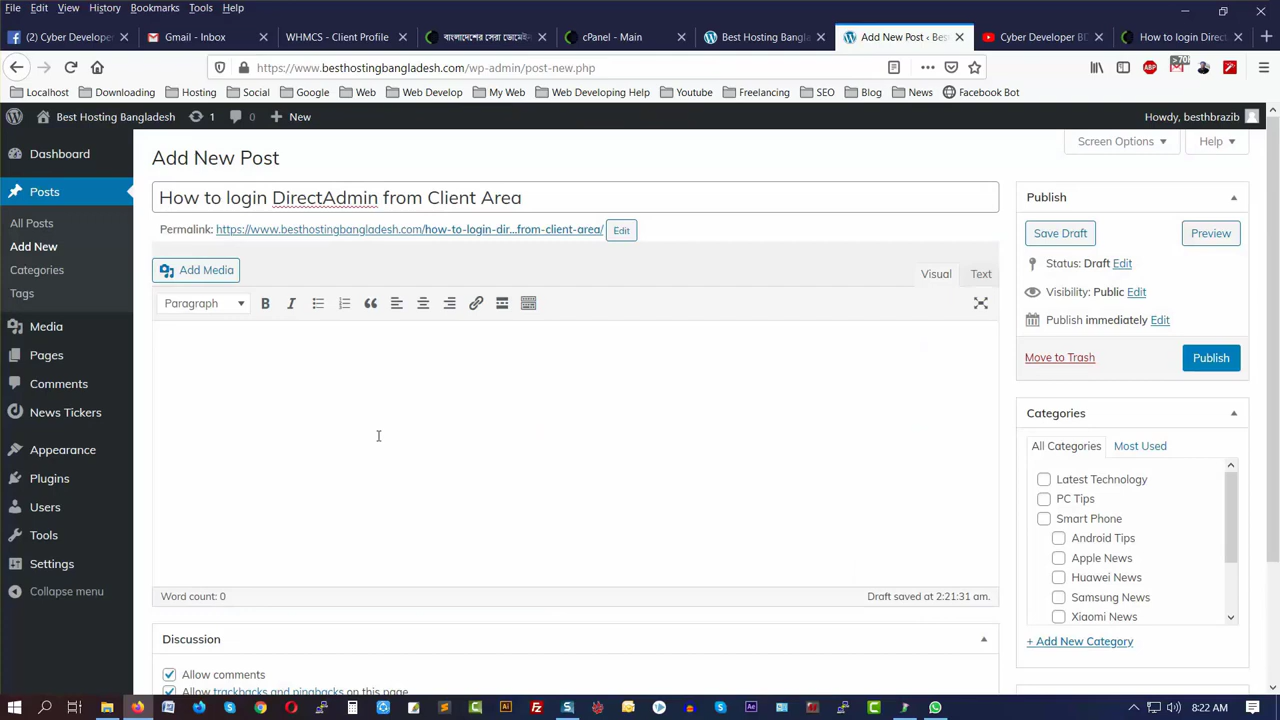 File Edit View History Bookmarks Tools Help
(2) Cyber Develope
Gmail - Inbox
WHMCS - Client Profile
বাংলাদেশের সেরা ডোমেইন
cPanel - Main
Best Hosting Bangla
Add New Post ‹ Bes
Cyber Developer BD
How to login Direct
https://www.besthostingbangladesh.com/wp-admin/post-new.php
>70
ABP
Localhost Downloading Hosting Social Google Web Web Develop My Web Web Developing Help Youtube Freelancing SEO Blog News Facebook Bot
Best Hosting Bangladesh 1 0 New Howdy, besthbrazib
Dashboard
Posts
All Posts
Add New
Categories
Tags
Media
Pages
Comments
News Tickers
Appearance
Plugins
Users
Tools
Settings
Collapse menu
Screen Options Help
Add New Post
How to login DirectAdmin from Client Area
Permalink: https://www.besthostingbangladesh.com/how-to-login-dir...from-client-area/ Edit
Add Media Visual Text
Paragraph B I
Word count: 0 Draft saved at 2:21:31 am.
Discussion
Allow comments
Allow trackbacks and pingbacks on this page
Publish
Save Draft Preview
Status: Draft Edit
Visibility: Public Edit
Publish immediately Edit
Move to Trash Publish
Categories
All Categories Most Used
Latest Technology
PC Tips
Smart Phone
Android Tips
Apple News
Huawei News
Samsung News
Xiaomi News
+ Add New Category
8:22 AM